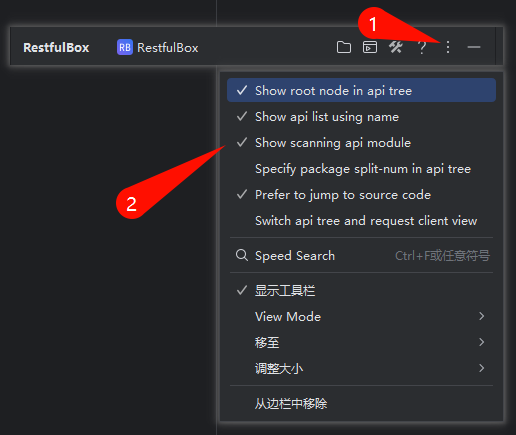 1
RestfulBox RB RestfulBox
Show root node in api tree
Show api list using name
Show scanning api module
2
Specify package split-num in api tree
Prefer to jump to source code
Switch api tree and request client view
Speed Search Ctrl+F或任意符号
显示工具栏
View Mode
移至
调整大小
从边栏中移除